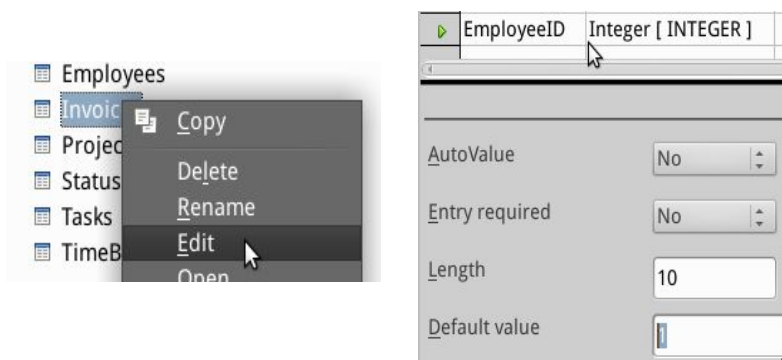 Employees
Invoic
Projec
Status
Tasks
TimeB
Copy
Delete
Rename
Edit
Open
EmployeeID Integer [ INTEGER ]
AutoValue No
Entry required No
Length 10
Default value 1